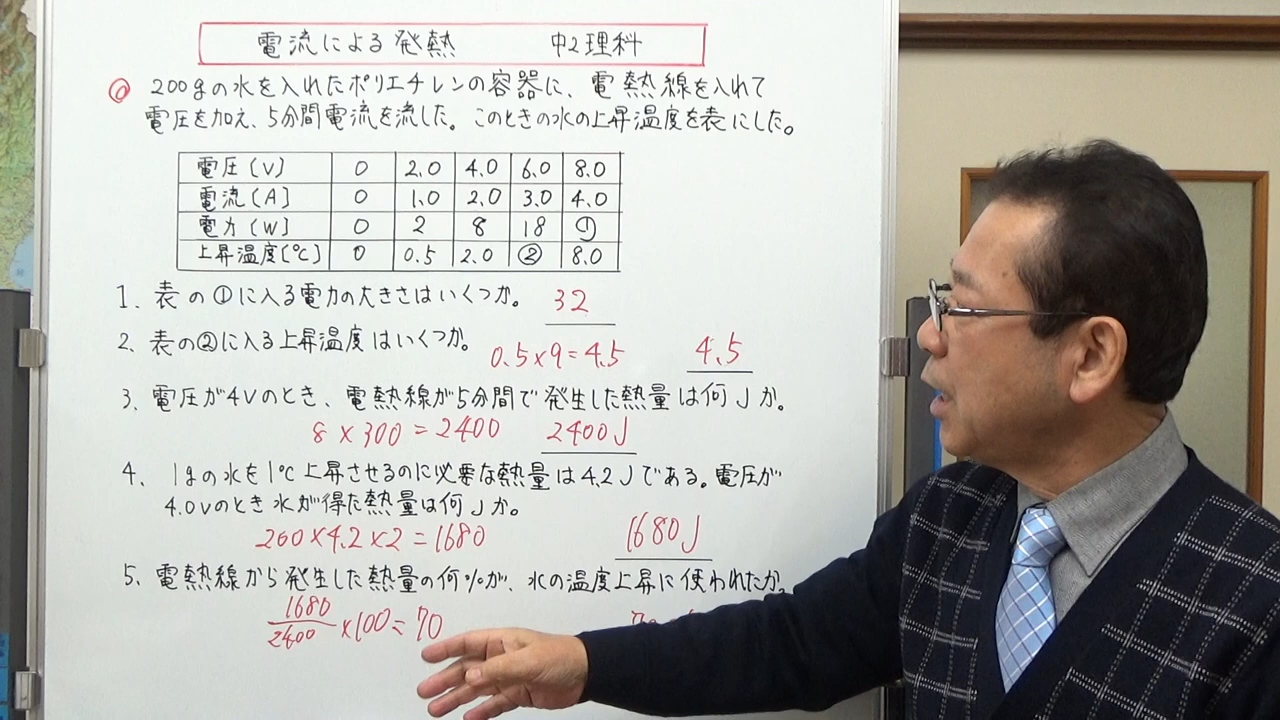 電流による発熱 中2理科
◎ 200gの水を入れたポリエチレンの容器に、電熱線を入れて
電圧を加え、5分間電流を流した。このときの水の上昇温度を表にした。
電圧〔V〕 0 2.0 4.0 6.0 8.0
電流〔A〕 0 1.0 2.0 3.0 4.0
電力〔W〕 0 2 8 18 ①
上昇温度〔℃〕 0 0.5 2.0 ② 8.0
1. 表の①に入る電力の大きさはいくつか。 32
2. 表の②に入る上昇温度はいくつか。 0.5×9=4.5 4.5
3. 電圧が4Vのとき、電熱線が5分間で発生した熱量は何Jか。
8×300=2400 2400J
4. 1gの水を1℃上昇させるのに必要な熱量は4.2Jである。電圧が
4.0Vのとき水が得た熱量は何Jか。
200×4.2×2=1680 1680J
5. 電熱線から発生した熱量の何%が、水の温度上昇に使われたか。
1680/2400×100=70